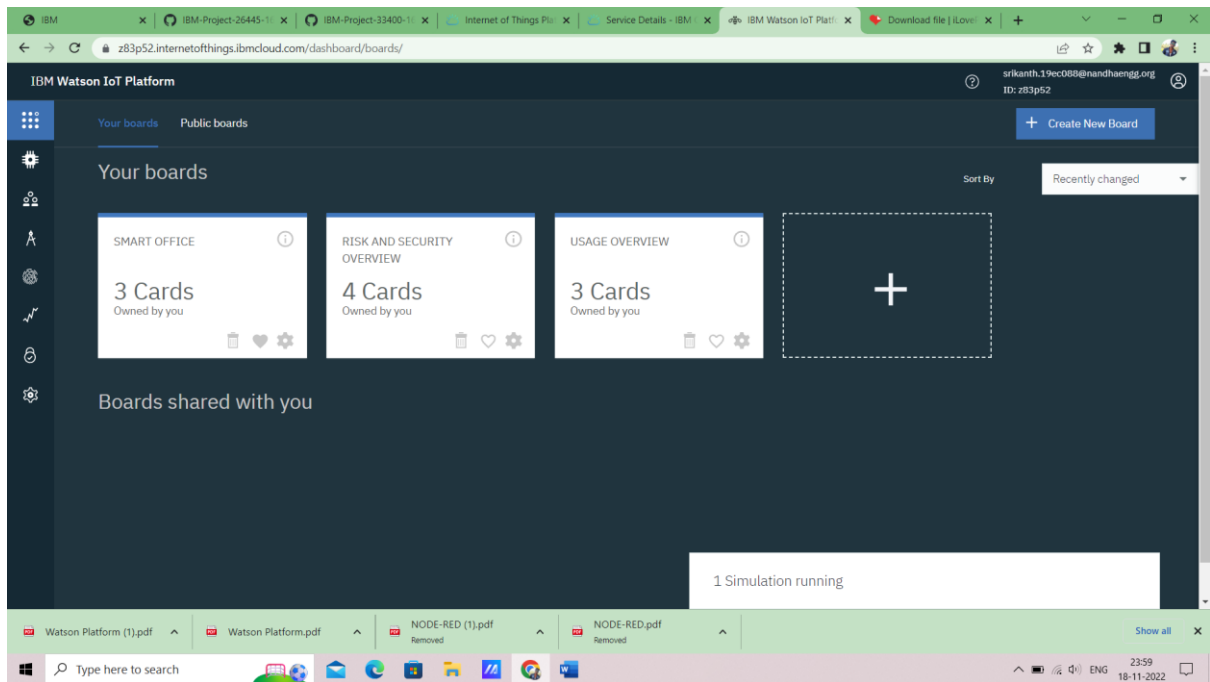 IBM
IBM-Project-26445-16
IBM-Project-33400-16
Internet of Things Pla
Service Details - IBM
IBM Watson IoT Platfo
Download file | iLove
z83p52.internetofthings.ibmcloud.com/dashboard/boards/
IBM Watson IoT Platform
srikanth.19ec088@nandhaengg.org
ID: z83p52
Your boards
Public boards
Create New Board
Your boards
Sort By
Recently changed
SMART OFFICE
3 Cards
Owned by you
RISK AND SECURITY
OVERVIEW
4 Cards
Owned by you
USAGE OVERVIEW
3 Cards
Owned by you
Boards shared with you
1 Simulation running
Watson Platform (1).pdf
Watson Platform.pdf
NODE-RED (1).pdf
Removed
NODE-RED.pdf
Removed
Show all
Type here to search
ENG
23:59
18-11-2022